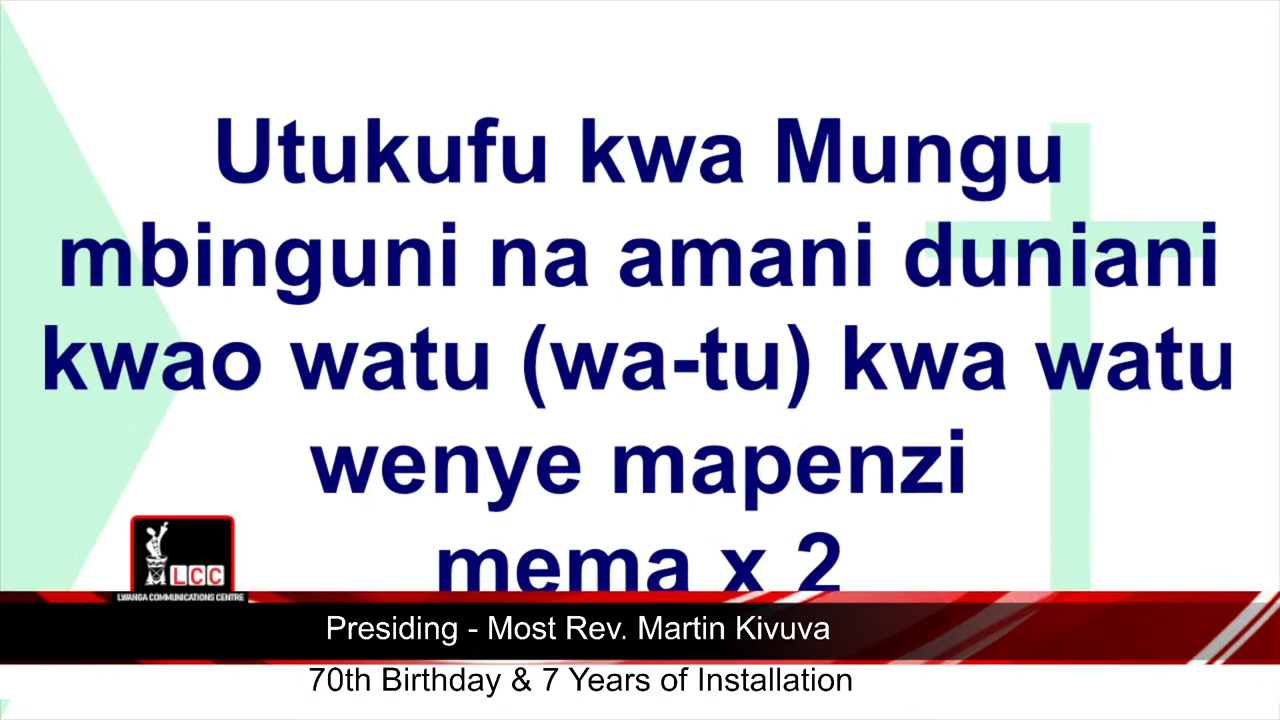 Utukufu kwa Mungu
mbinguni na amani duniani
kwao watu (wa-tu) kwa watu
wenye mapenzi
mema x 2
LCC
LWANGA COMMUNICATIONS CENTRE
Presiding - Most Rev. Martin Kivuva
70th Birthday & 7 Years of Installation